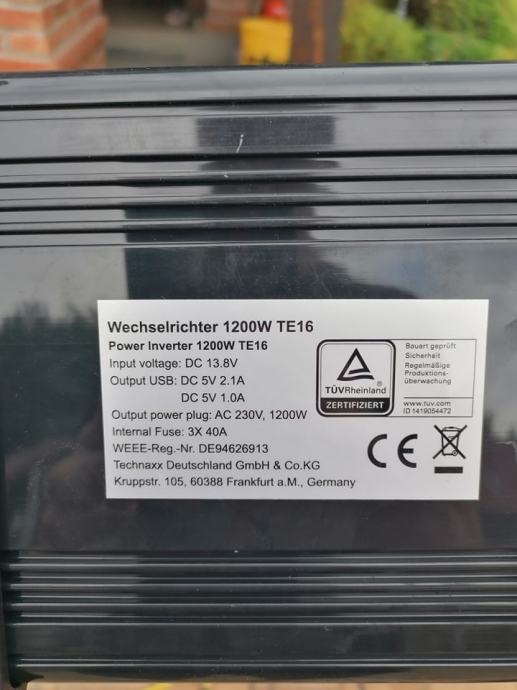 Wechselrichter 1200W TE16
Power Inverter 1200W TE16
Input voltage: DC 13.8V
Output USB: DC 5V 2.1A
DC 5V 1.0A
Output power plug: AC 230V, 1200W
Internal Fuse: 3X 40A
WEEE-Reg.-Nr. DE94626913
Technaxx Deutschland GmbH & Co.KG
Kruppstr. 105, 60388 Frankfurt a.M., Germany
TÜVRheinland®
ZERTIFIZIERT
Bauart geprüft
Sicherheit
Regelmäßige
Produktions-
überwachung
www.tuv.com
ID 1419054472
CE